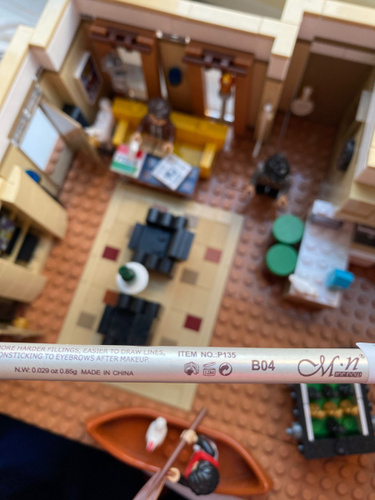 MORE HARDER FILLINGS, EASIER TO DRAW LINES,
ONSTICKING TO EYEBROWS AFTER MAKEUP
N.W: 0.029 oz 0.85g MADE IN CHINA
ITEM NO.:P135
B04
M·n